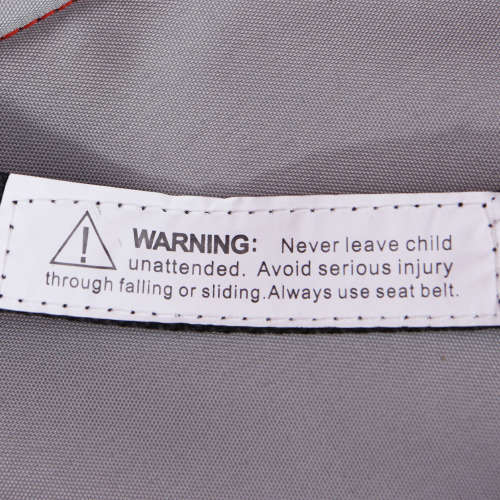 WARNING: Never leave child
unattended. Avoid serious injury
through falling or sliding.Always use seat belt.